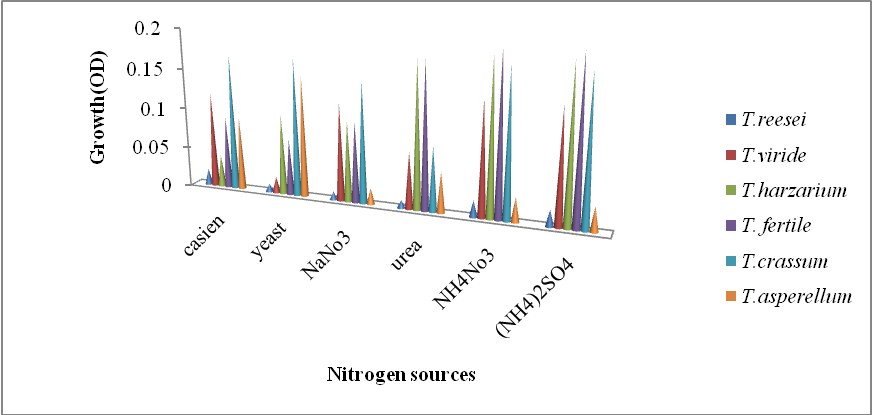 0.2
0.15
0.1
0.05
0
Growth(OD)
casien
yeast
NaNo3
urea
NH4No3
(NH4)2SO4
Nitrogen sources
T.reesei
T.viride
T.harzarium
T. fertile
T.crassum
T.asperellum